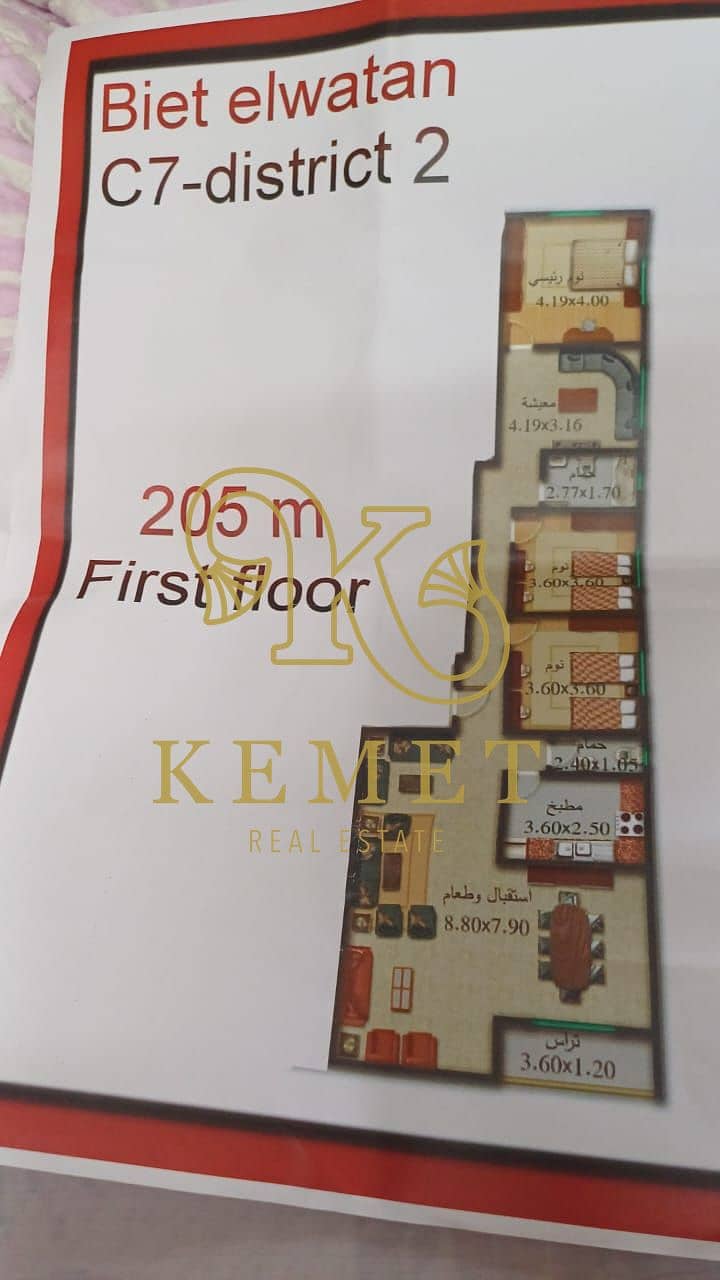 Biet elwatan
C7-district 2
نوم رئيسي
4.19x4.00
معيشة
4.19x3.16
حمام
2.77x1.70
205 m
First floor
نوم
3.60x3.60
نوم
3.60x3.60
حمام
2.40x1.05
KEMET
REAL ESTATE
مطبخ
3.60x2.50
استقبال وطعام
8.80x7.90
تراس
3.60x1.20